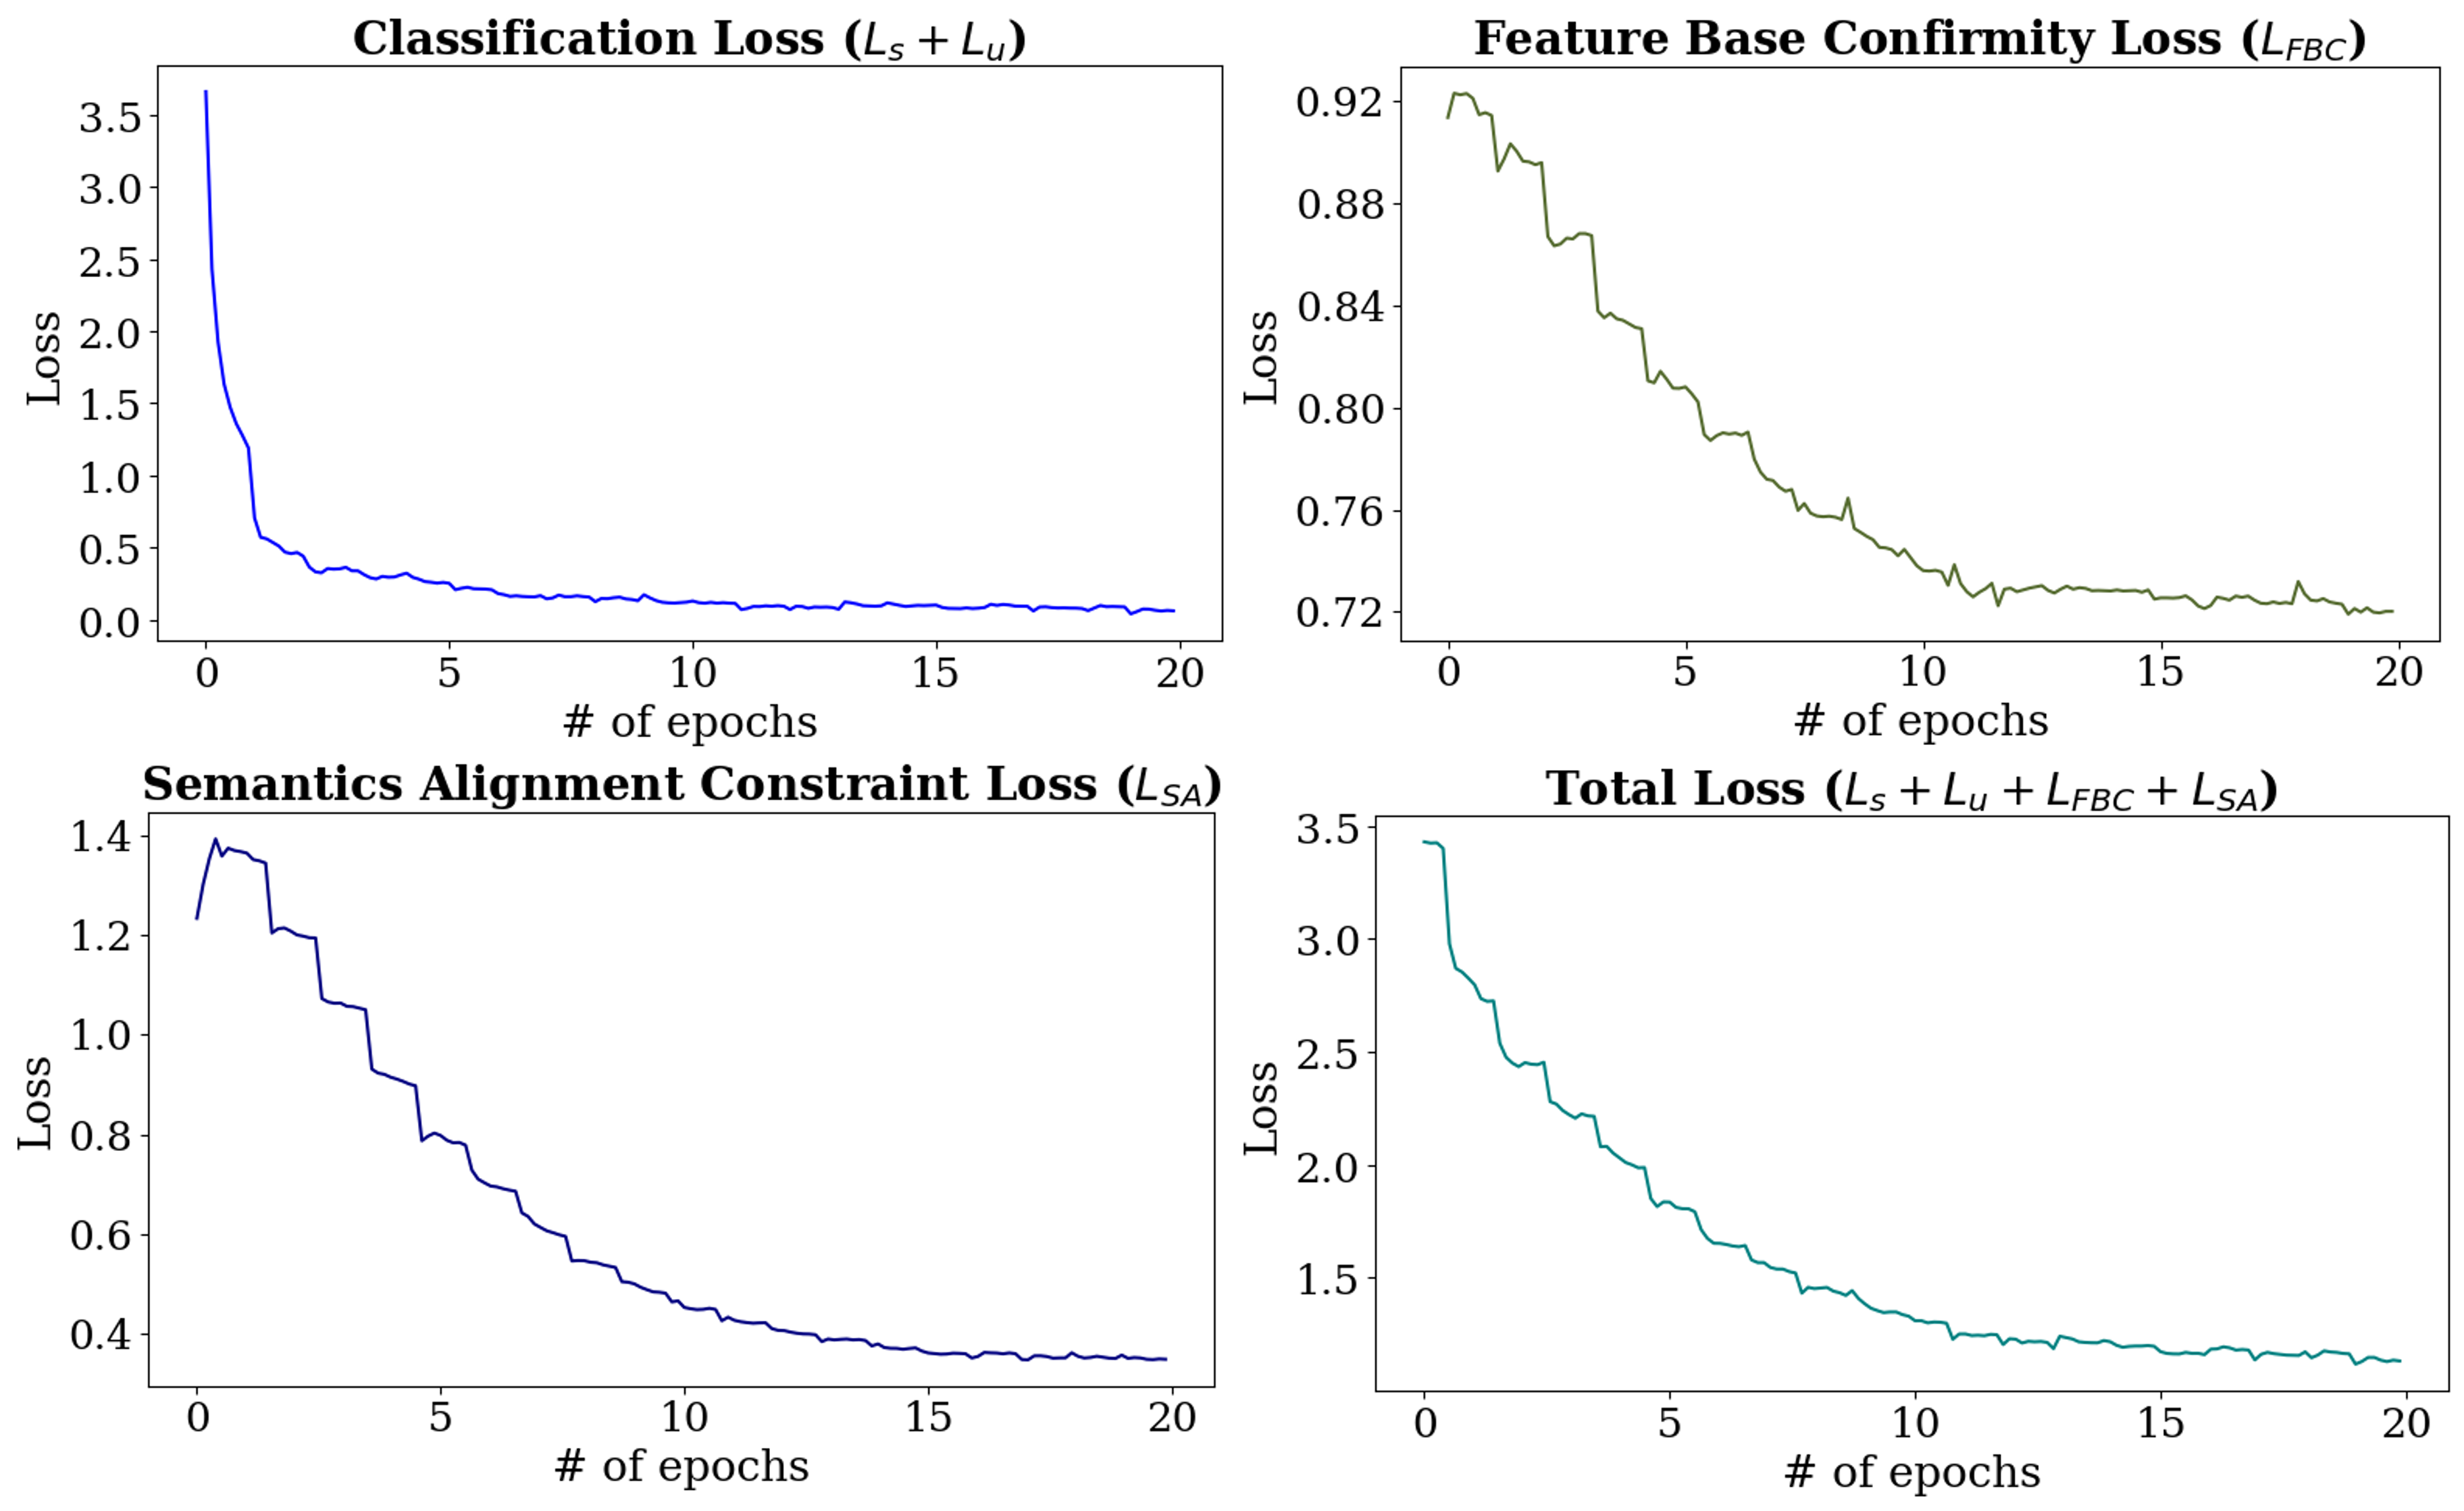 Classification Loss (L_s + L_u)
3.5
3.0
2.5
2.0
1.5
1.0
0.5
0.0
Loss
0 5 10 15 20
# of epochs
Feature Base Confirmity Loss (L_FBC)
0.92
0.88
0.84
0.80
0.76
0.72
Loss
0 5 10 15 20
# of epochs
Semantics Alignment Constraint Loss (L_SA)
1.4
1.2
1.0
0.8
0.6
0.4
Loss
0 5 10 15 20
# of epochs
Total Loss (L_s + L_u + L_FBC + L_SA)
3.5
3.0
2.5
2.0
1.5
Loss
0 5 10 15 20
# of epochs